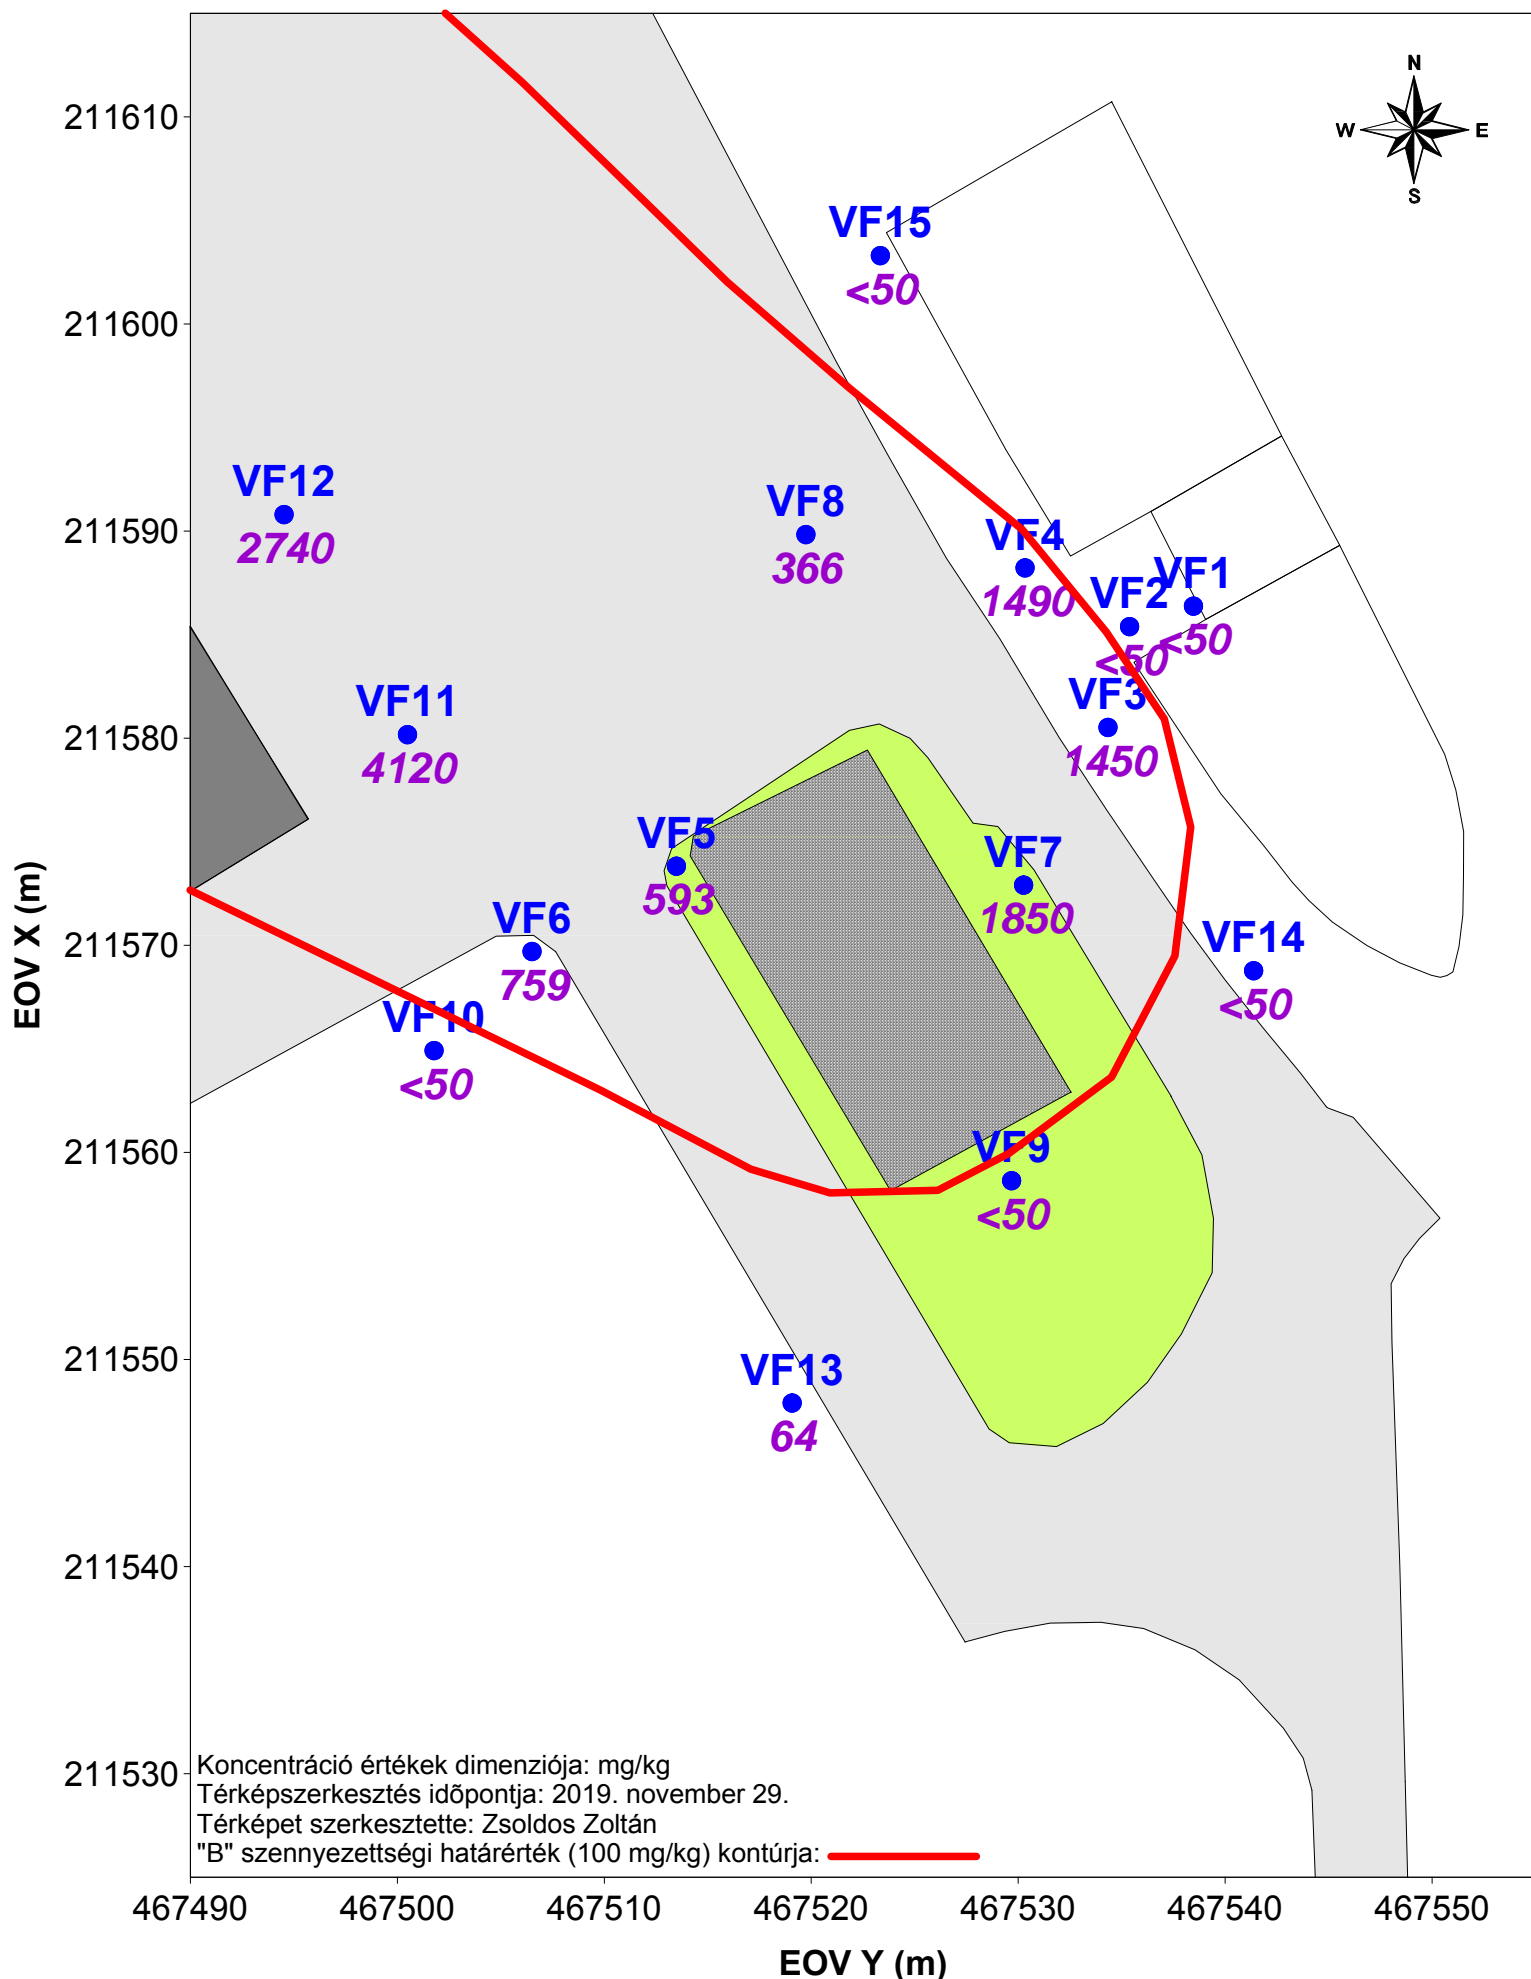 N
W E
S
211610
VF15
<50
211600
VF12
2740
VF8
366
211590
VF4
1490
VF1
<50
VF2
<50
VF3
1450
VF11
4120
211580
VF5
593
VF7
1850
VF6
759
211570
VF14
<50
VF10
<50
211560
VF9
<50
211550
VF13
64
211540
211530
EOV X (m)
Koncentráció értékek dimenziója: mg/kg
Térképszerkesztés idõpontja: 2019. november 29.
Térképet szerkesztette: Zsoldos Zoltán
"B" szennyezettségi határérték (100 mg/kg) kontúrja:
467490 467500 467510 467520 467530 467540 467550
EOV Y (m)